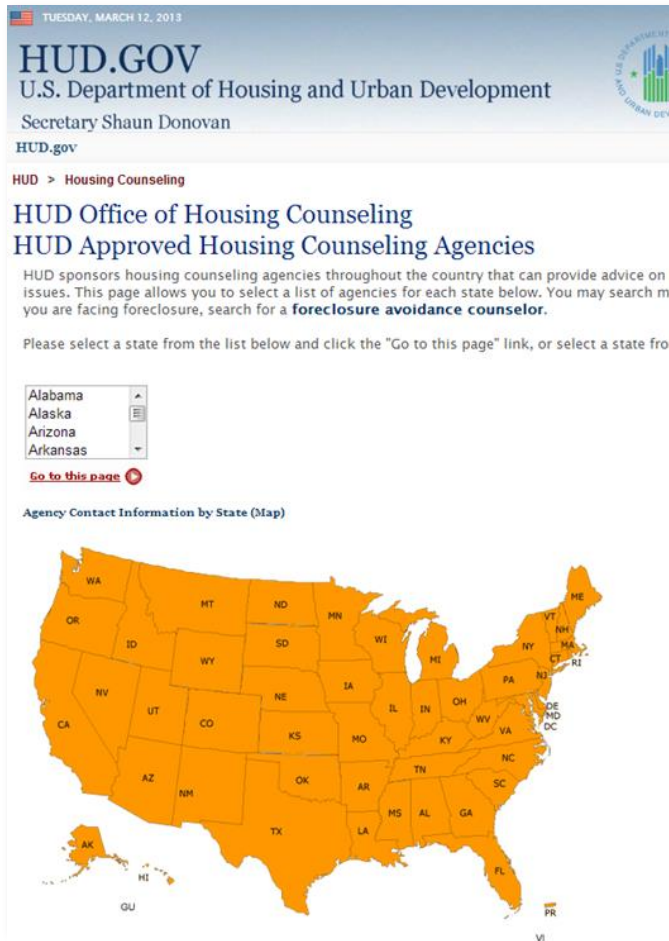 TUESDAY, MARCH 12, 2013
HUD.GOV
U.S. Department of Housing and Urban Development
Secretary Shaun Donovan
HUD.gov
HUD > Housing Counseling
HUD Office of Housing Counseling
HUD Approved Housing Counseling Agencies
HUD sponsors housing counseling agencies throughout the country that can provide advice on
issues. This page allows you to select a list of agencies for each state below. You may search
you are facing foreclosure, search for a foreclosure avoidance counselor.
Please select a state from the list below and click the "Go to this page" link, or select a state
Alabama
Alaska
Arizona
Arkansas
Go to this page
Agency Contact Information by State (Map)
WA
MT
ND
MN
ME
OR
ID
SD
WI
VT
NH
WY
MI
NY
MA
CT
RI
NV
NE
IA
PA
NJ
CA
UT
CO
IL
IN
OH
DE
MD
DC
KS
MO
WV
VA
KY
AZ
NM
OK
AR
TN
NC
SC
TX
MS
AL
GA
LA
AK
HI
FL
GU
PR
VI